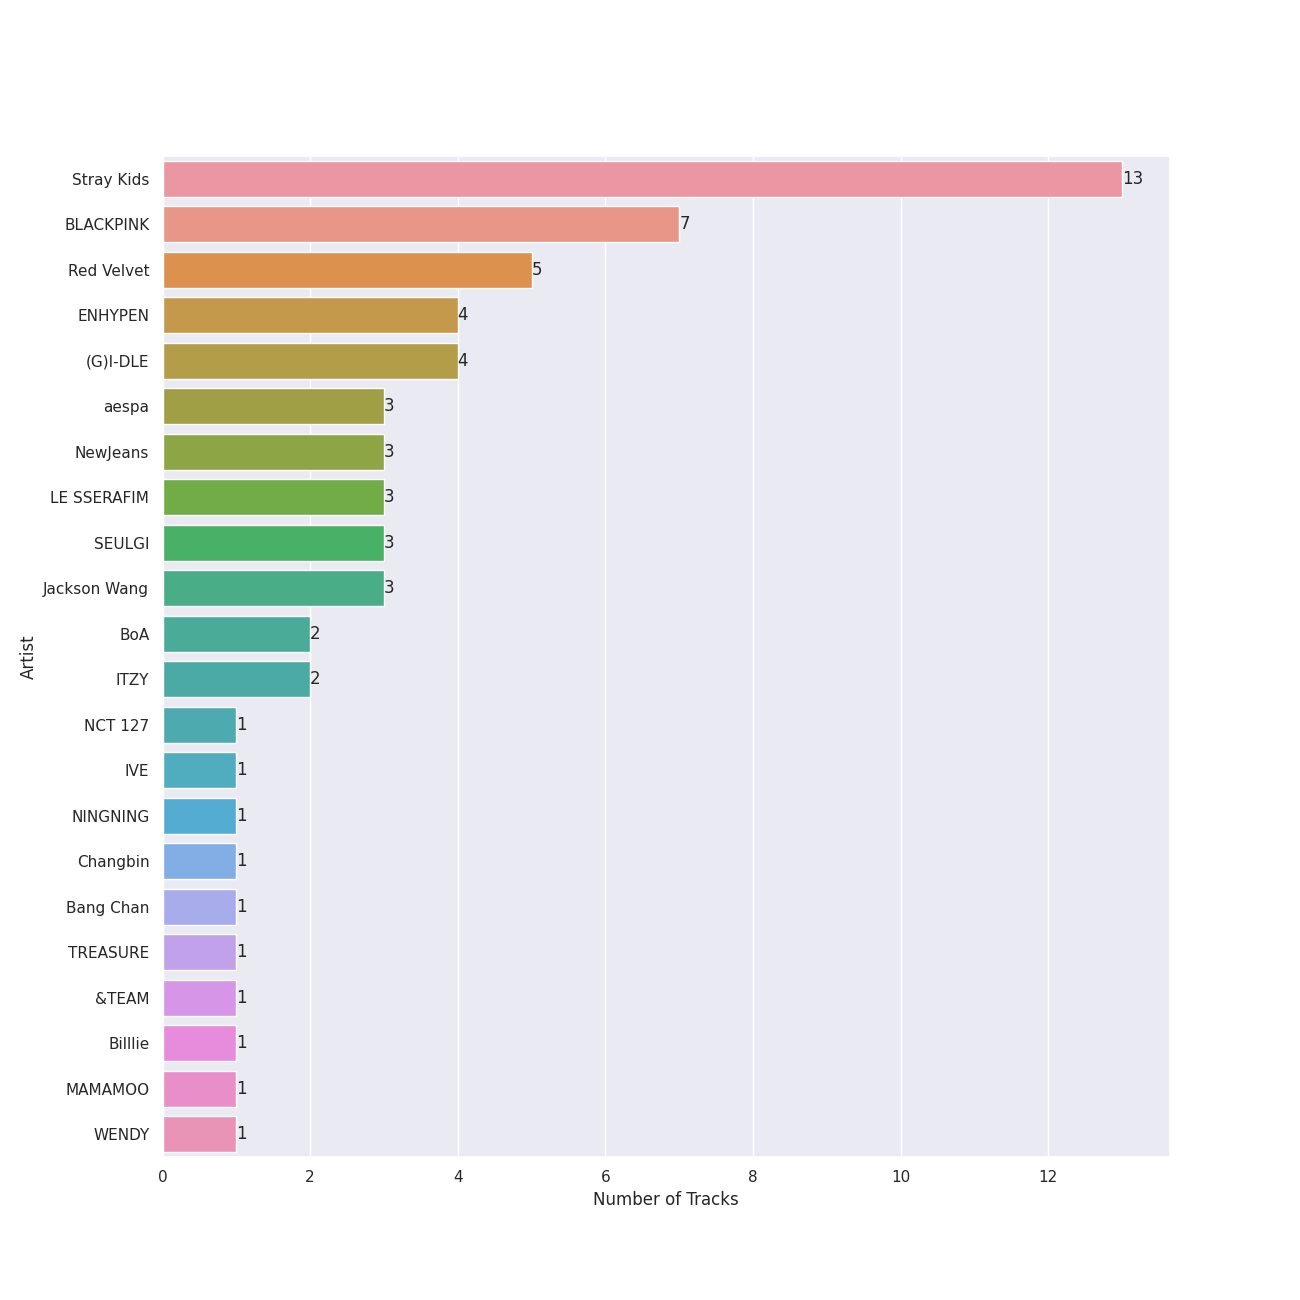 Stray Kids 13
BLACKPINK 7
Red Velvet 5
ENHYPEN 4
(G)I-DLE 4
aespa 3
NewJeans 3
LE SSERAFIM 3
SEULGI 3
Jackson Wang 3
BoA 2
ITZY 2
NCT 127 1
IVE 1
NINGNING 1
Changbin 1
Bang Chan 1
TREASURE 1
&TEAM 1
Billlie 1
MAMAMOO 1
WENDY 1
Artist
0 2 4 6 8 10 12
Number of Tracks